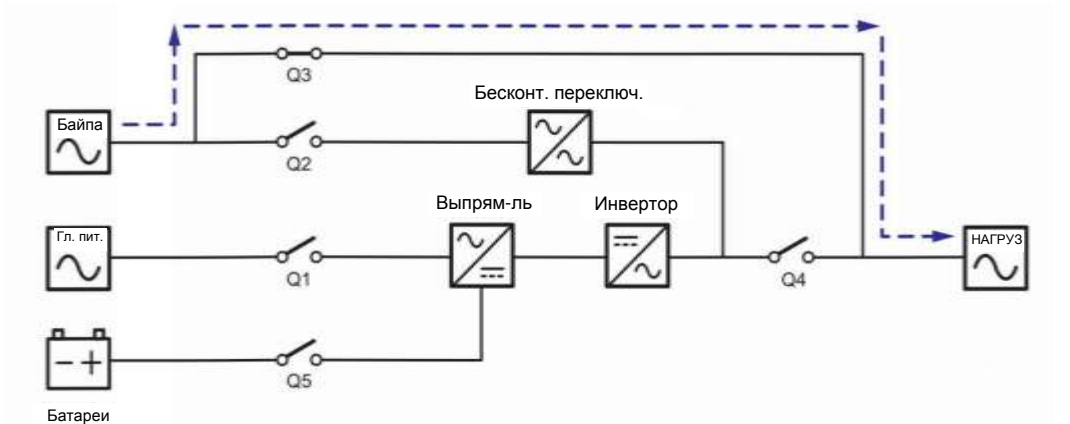 Q3
Бесконт. переключ.
Байпа
Q2
Выпрям-ль
Инвертор
Гл. пит.
Q1
Q4
НАГРУЗ
Q5
Батареи